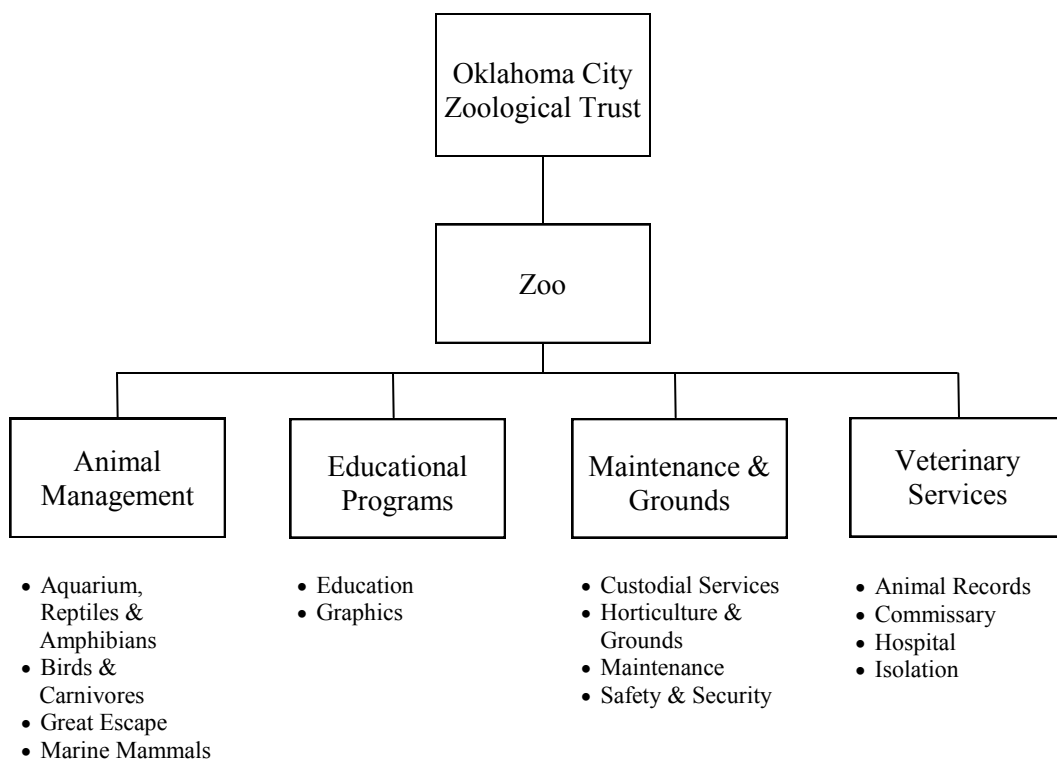 Oklahoma City
Zoological Trust
Zoo
Animal
Management
Educational
Programs
Maintenance &
Grounds
Veterinary
Services
• Aquarium,
Reptiles &
Amphibians
• Birds &
Carnivores
• Great Escape
• Marine Mammals
• Education
• Graphics
• Custodial Services
• Horticulture &
Grounds
• Maintenance
• Safety & Security
• Animal Records
• Commissary
• Hospital
• Isolation